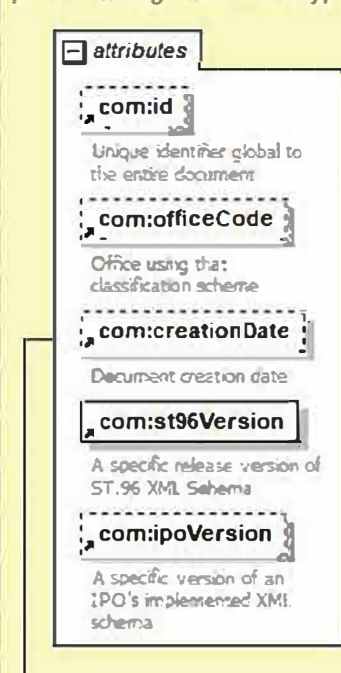 attributes
com:id
Unique identifier global to
the entire document
com:officeCode
Office using that
classification scheme
com:creationDate
Document creation date
com:st96Version
A specific release version of
ST.96 XML Schema
com:ipoVersion
A specific version of an
IPO's implemented XML
schema